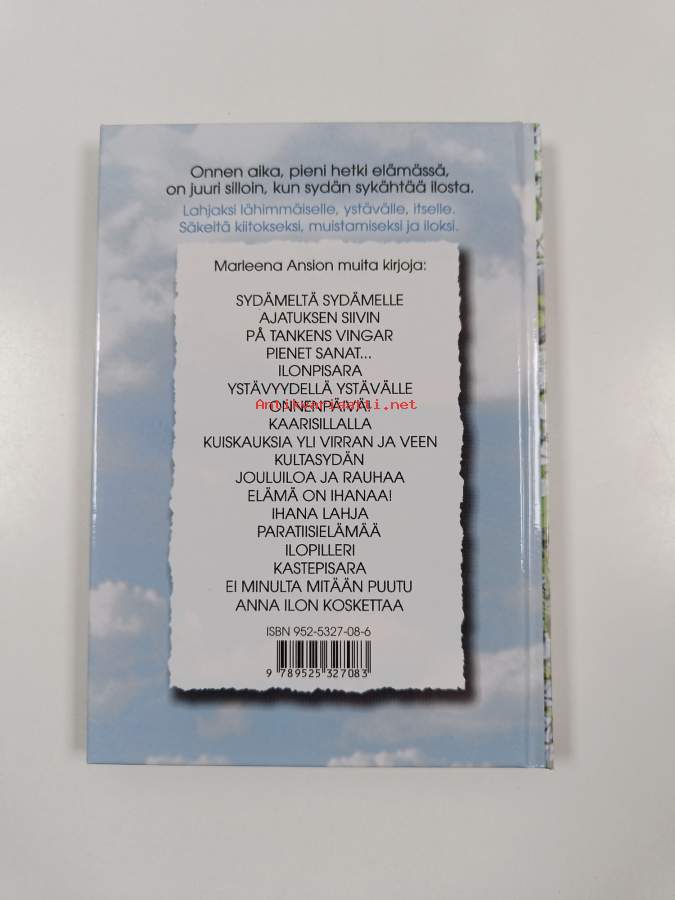 Onnen aika, pieni hetki elämässä,
on juuri silloin, kun sydän sykähtää ilosta.
Lahjaksi lähimmäiselle, ystävälle, itselle.
Säkeitä kiitokseksi, muistamiseksi ja iloksi.
Marleena Ansion muita kirjoja:
SYDÄMELTÄ SYDÄMELLE
AJATUKSEN SIIVIN
PÅ TANKENS VINGAR
PIENET SANAT...
ILONPISARA
YSTÄVYYDELLÄ YSTÄVÄLLE
ONNENPÄIVÄ!
Antikvariaatti.net
KAARISILLALLA
KUISKAUKSIA YLI VIRRAN JA VEEN
KULTASYDÄN
JOULUILOA JA RAUHAA
ELÄMÄ ON IHANAA!
IHANA LAHJA
PARATIISIELÄMÄÄ
ILOPILLERI
KASTEPISARA
EI MINULTA MITÄÄN PUUTU
ANNA ILON KOSKETTAA
ISBN 952-5327-08-6
9 789525 327083